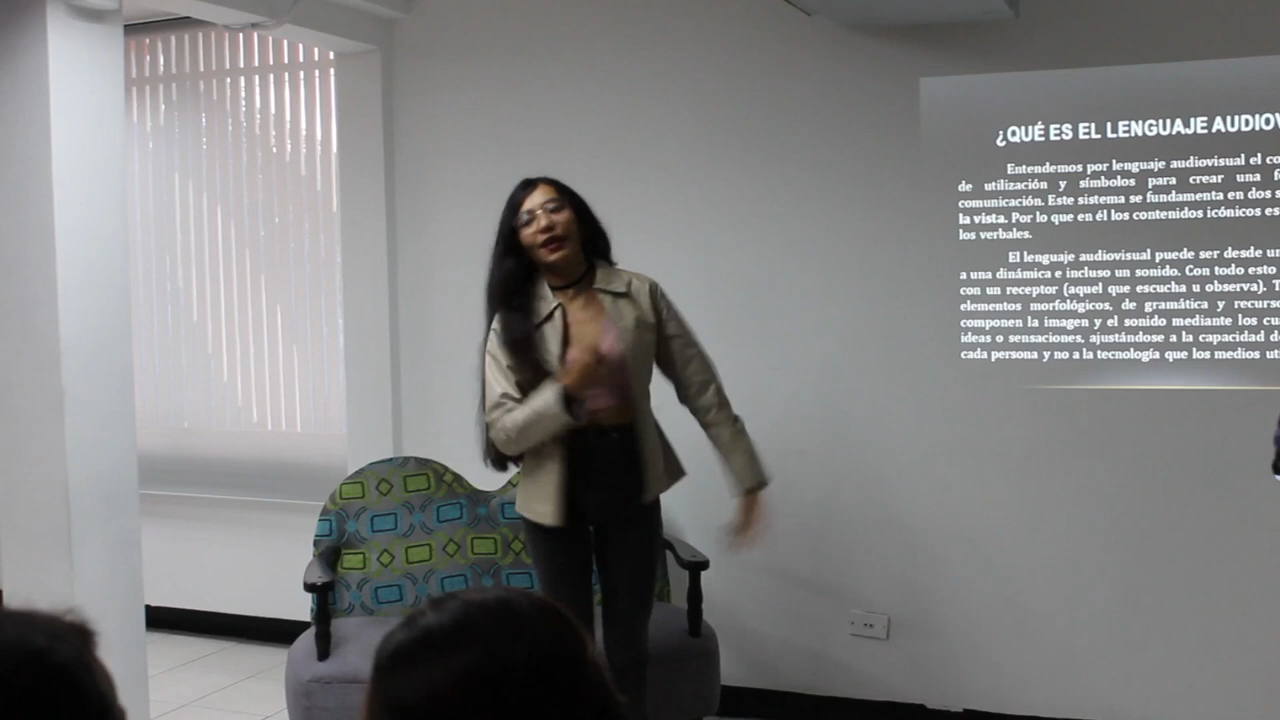 ¿QUÉ ES EL LENGUAJE AUDIOV
Entendemos por lenguaje audiovisual el co
de utilización y símbolos para crear una f
comunicación. Este sistema se fundamenta en dos s
la vista. Por lo que en él los contenidos icónicos es
los verbales.
El lenguaje audiovisual puede ser desde un
a una dinámica e incluso un sonido. Con todo esto
con un receptor (aquel que escucha u observa). T
elementos morfológicos, de gramática y recurso
componen la imagen y el sonido mediante los cu
ideas o sensaciones, ajustándose a la capacidad d
cada persona y no a la tecnología que los medios ut